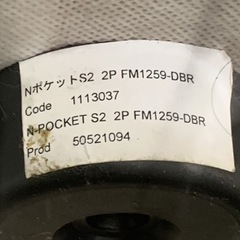 NポケットS2 2P FM1259-DBR
Code 1113037
N-POCKET S2 2P FM1259-DBR
Prod 50521094